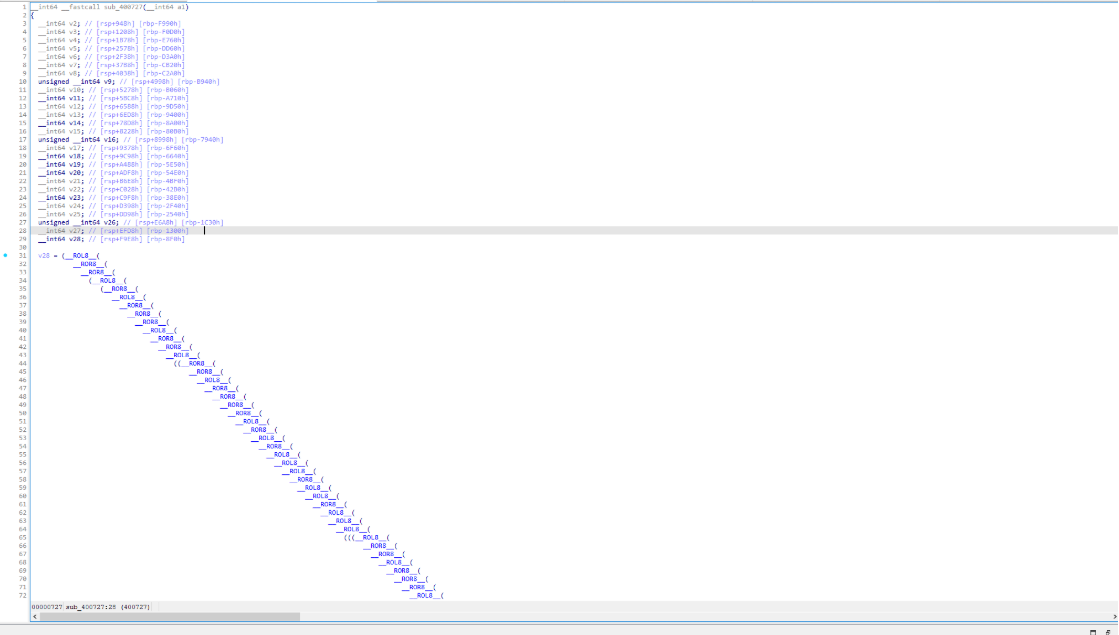 1 __int64 __fastcall sub_400727(__int64 a1)
2 {
3 __int64 v2; // [rsp+948h] [rbp-F990h]
4 __int64 v3; // [rsp+1208h] [rbp-F0D0h]
5 __int64 v4; // [rsp+1B78h] [rbp-E760h]
6 __int64 v5; // [rsp+2578h] [rbp-DD60h]
7 __int64 v6; // [rsp+2F38h] [rbp-D3A0h]
8 __int64 v7; // [rsp+37B8h] [rbp-CB20h]
9 __int64 v8; // [rsp+4038h] [rbp-C2A0h]
10 unsigned __int64 v9; // [rsp+4998h] [rbp-B940h]
11 __int64 v10; // [rsp+5278h] [rbp-B060h]
12 __int64 v11; // [rsp+5BC8h] [rbp-A710h]
13 __int64 v12; // [rsp+6588h] [rbp-9D50h]
14 __int64 v13; // [rsp+6ED8h] [rbp-9400h]
15 __int64 v14; // [rsp+78D8h] [rbp-8A00h]
16 __int64 v15; // [rsp+8228h] [rbp-80B0h]
17 unsigned __int64 v16; // [rsp+8998h] [rbp-7940h]
18 __int64 v17; // [rsp+9378h] [rbp-6F60h]
19 __int64 v18; // [rsp+9C98h] [rbp-6640h]
20 __int64 v19; // [rsp+A488h] [rbp-5E50h]
21 __int64 v20; // [rsp+ADF8h] [rbp-54E0h]
22 __int64 v21; // [rsp+B6E8h] [rbp-4BF0h]
23 __int64 v22; // [rsp+C028h] [rbp-42B0h]
24 __int64 v23; // [rsp+C9F8h] [rbp-38E0h]
25 __int64 v24; // [rsp+D398h] [rbp-2F40h]
26 __int64 v25; // [rsp+DD98h] [rbp-2540h]
27 unsigned __int64 v26; // [rsp+E6A8h] [rbp-1C30h]
28 __int64 v27; // [rsp+EFD8h] [rbp-1300h]
29 __int64 v28; // [rsp+F9E8h] [rbp-8F0h]
30
31 v28 = (__ROL8__(
32 __ROR8__(
33 __ROR8__(
34 (__ROL8__(
35 (__ROR8__(
36 __ROL8__(
37 __ROR8__(
38 __ROR8__(
39 __ROR8__(
40 __ROL8__(
41 __ROR8__(
42 __ROR8__(
43 __ROL8__(
44 ((__ROR8__(
45 __ROR8__(
46 __ROL8__(
47 __ROR8__(
48 __ROR8__(
49 __ROR8__(
50 __ROR8__(
51 __ROL8__(
52 __ROR8__(
53 __ROL8__(
54 __ROR8__(
55 __ROL8__(
56 __ROL8__(
57 __ROL8__(
58 __ROR8__(
59 __ROL8__(
60 __ROL8__(
61 __ROR8__(
62 __ROL8__(
63 __ROL8__(
64 __ROL8__(
65 (((__ROL8__(
66 __ROR8__(
67 __ROR8__(
68 __ROL8__(
69 __ROR8__(
70 __ROR8__(
71 __ROR8__(
72 __ROL8__(
00000727 sub_400727:28 (400727)